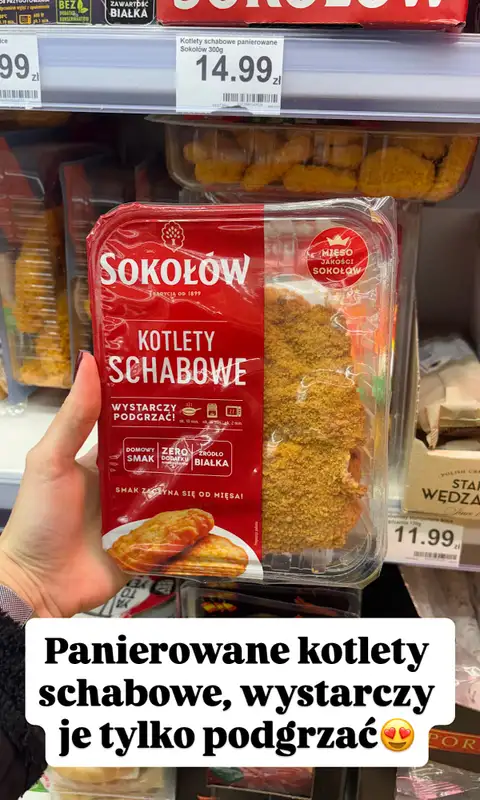 BEZ
ZAWARTOŚĆ
BIAŁKA
SOKOŁÓW
99 zł
Kotlety schabowe panierowane
Sokołów 300g
14.99 zł
SOKOŁÓW
TRADYCJA OD 1899
MIĘSO
JAKOŚCI
SOKOŁÓW
KOTLETY
SCHABOWE
WYSTARCZY
PODGRZAĆ!
DOMOWY
SMAK
ZERO
ŹRÓDŁO
BIAŁKA
SMAK ZACZYNA SIĘ OD MIĘSA!
WĘDZA
11.99 zł
Panierowane kotlety
schabowe, wystarczy
je tylko podgrzać😍